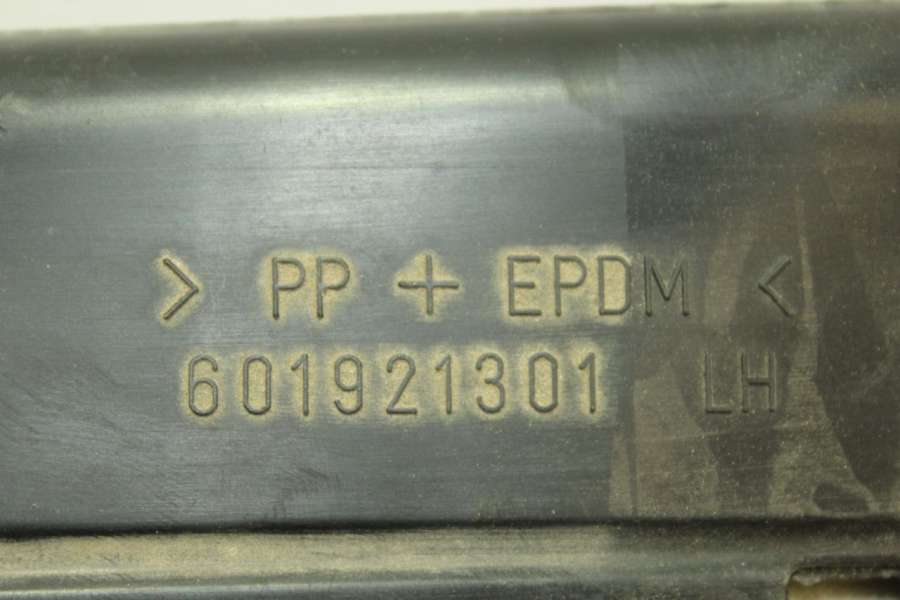 > PP + EPDM <
601921301 LH